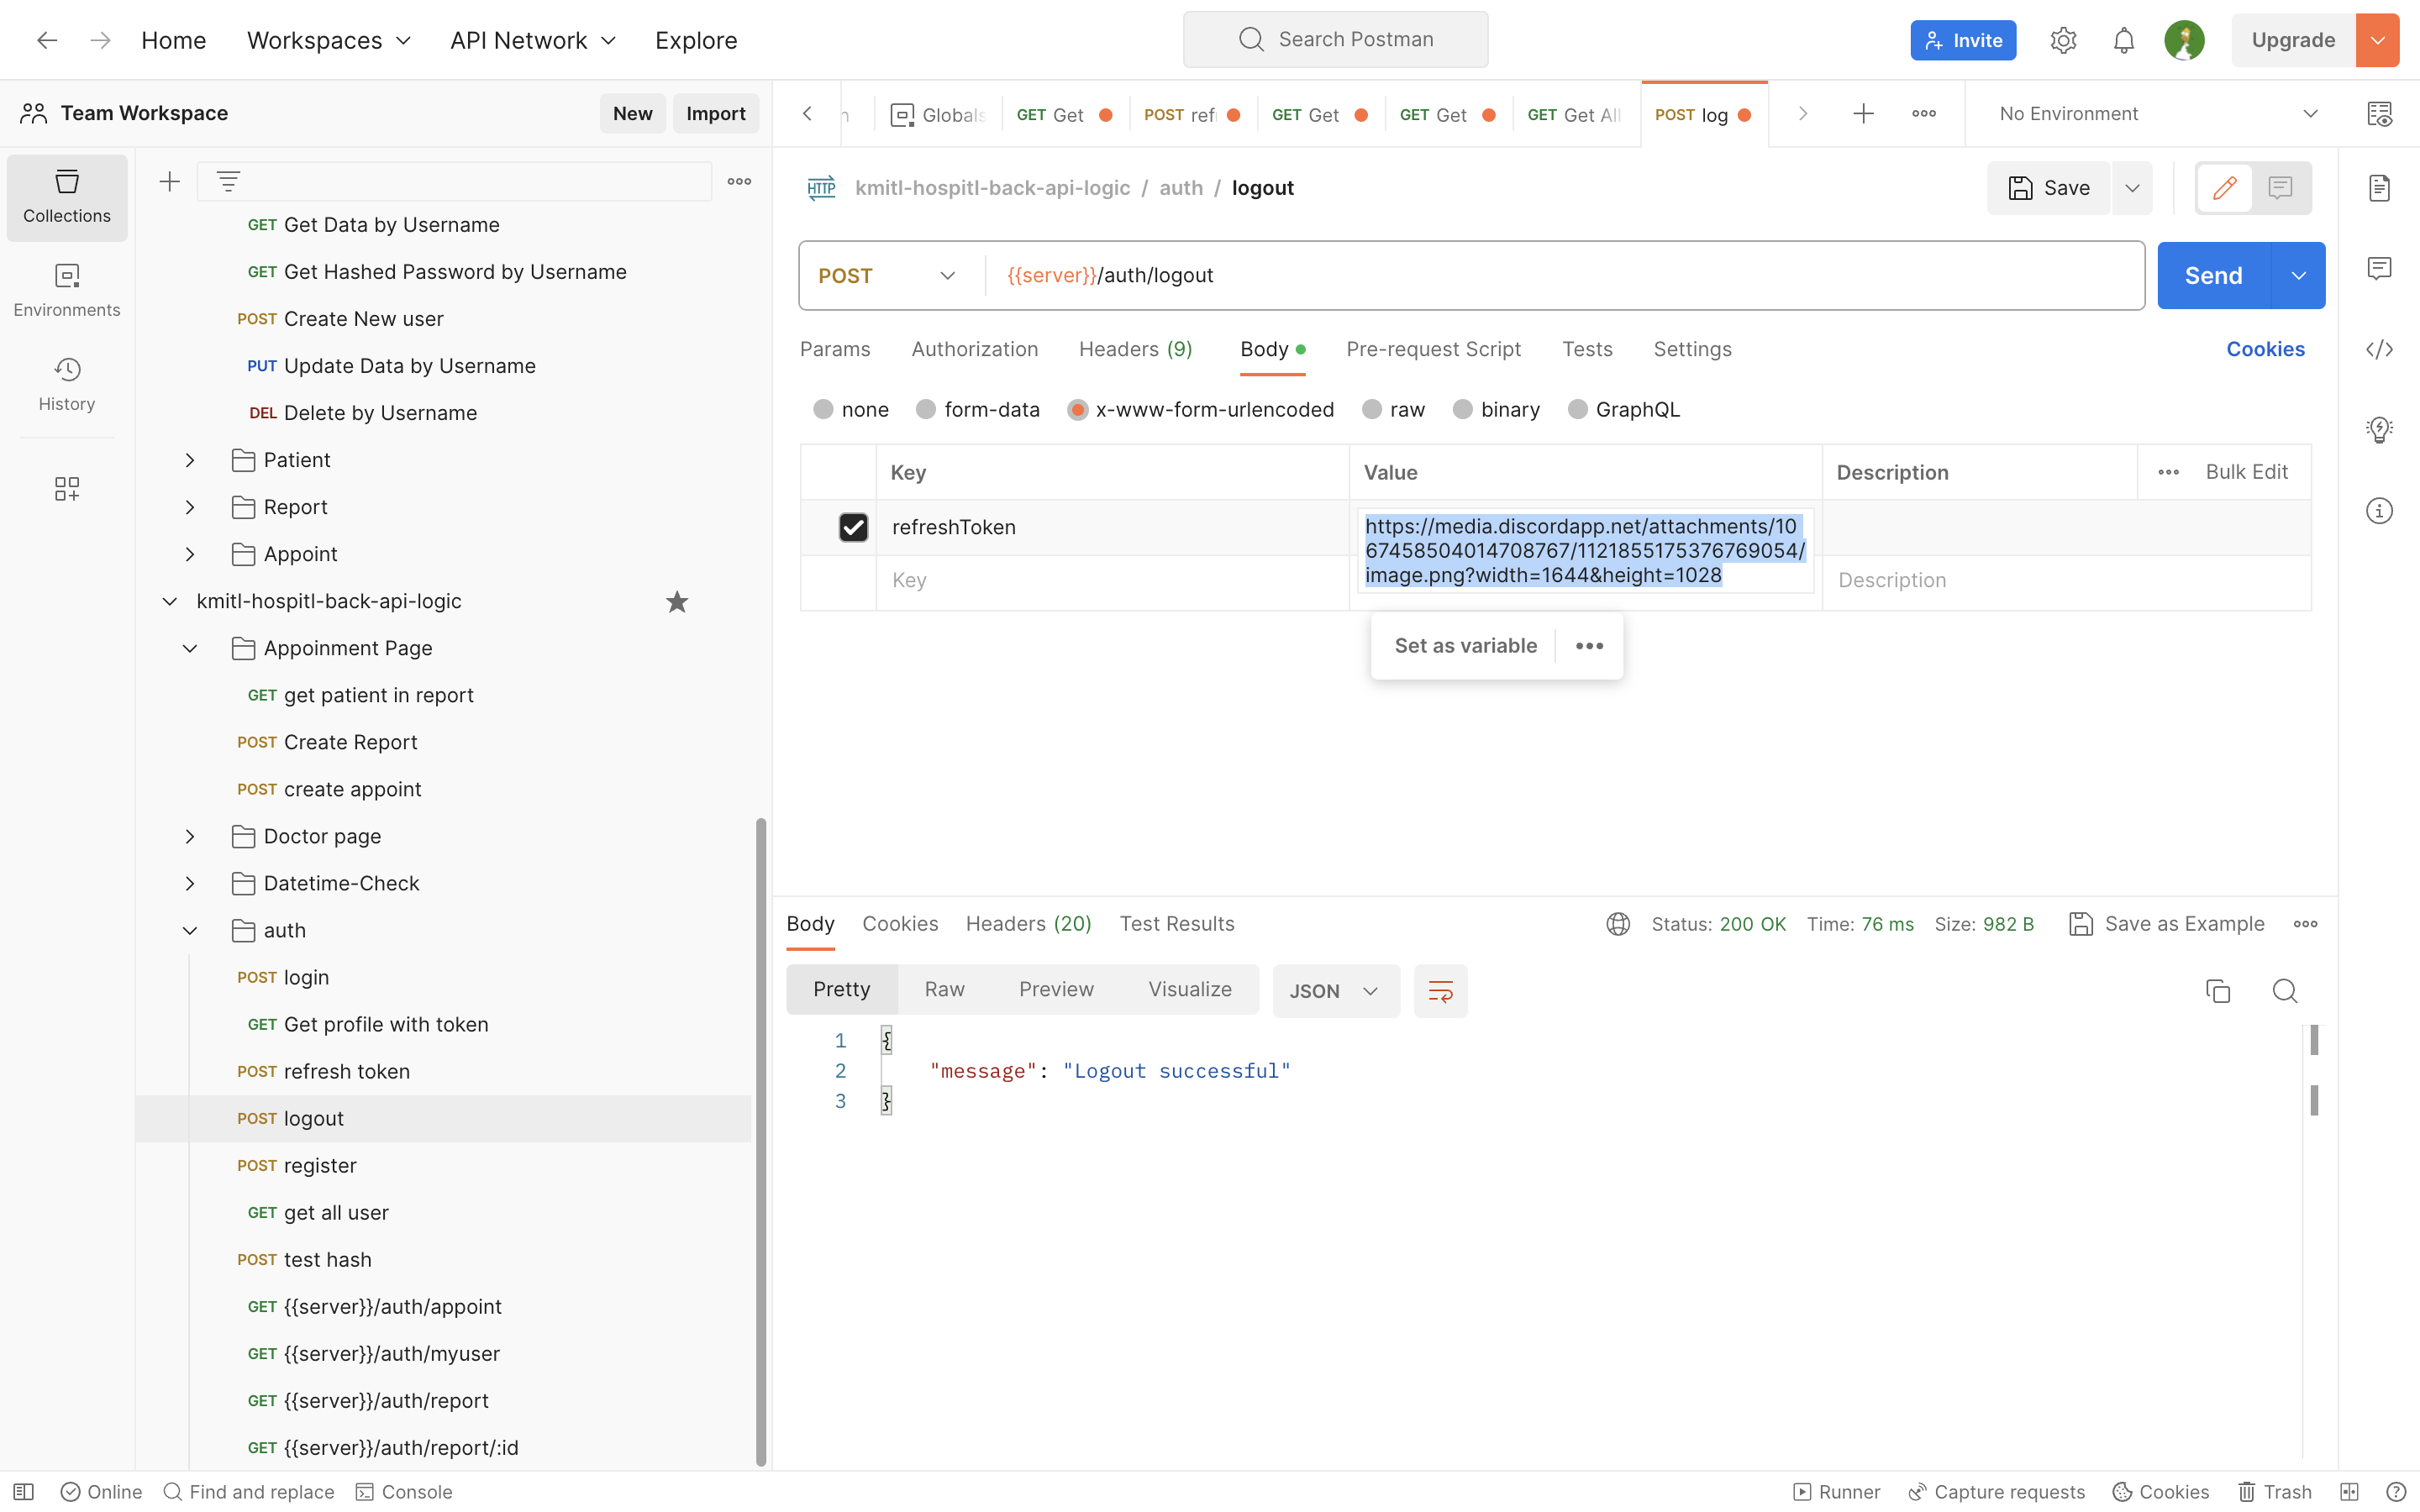 Home Workspaces API Network Explore Search Postman Invite Upgrade
Team Workspace New Import
Globals GET Get POST ref GET Get GET Get GET Get All POST log No Environment
Collections
Environments
History
GET Get Data by Username
GET Get Hashed Password by Username
POST Create New user
PUT Update Data by Username
DEL Delete by Username
Patient
Report
Appoint
kmitl-hospitl-back-api-logic
Appoinment Page
GET get patient in report
POST Create Report
POST create appoint
Doctor page
Datetime-Check
auth
POST login
GET Get profile with token
POST refresh token
POST logout
POST register
GET get all user
POST test hash
GET {{server}}/auth/appoint
GET {{server}}/auth/myuser
GET {{server}}/auth/report
GET {{server}}/auth/report/:id
HTTP kmitl-hospitl-back-api-logic / auth / logout Save
POST {{server}}/auth/logout Send
Params Authorization Headers (9) Body Pre-request Script Tests Settings Cookies
none form-data x-www-form-urlencoded raw binary GraphQL
Key Value Description Bulk Edit
refreshToken
https://media.discordapp.net/attachments/10
67458504014708767/1121855175376769054/
image.png?width=1644&height=1028
Key Description
Set as variable
Body Cookies Headers (20) Test Results Status: 200 OK Time: 76 ms Size: 982 B Save as Example
Pretty Raw Preview Visualize JSON
1 {
2 "message": "Logout successful"
3 }
Online Find and replace Console Runner Capture requests Cookies Trash